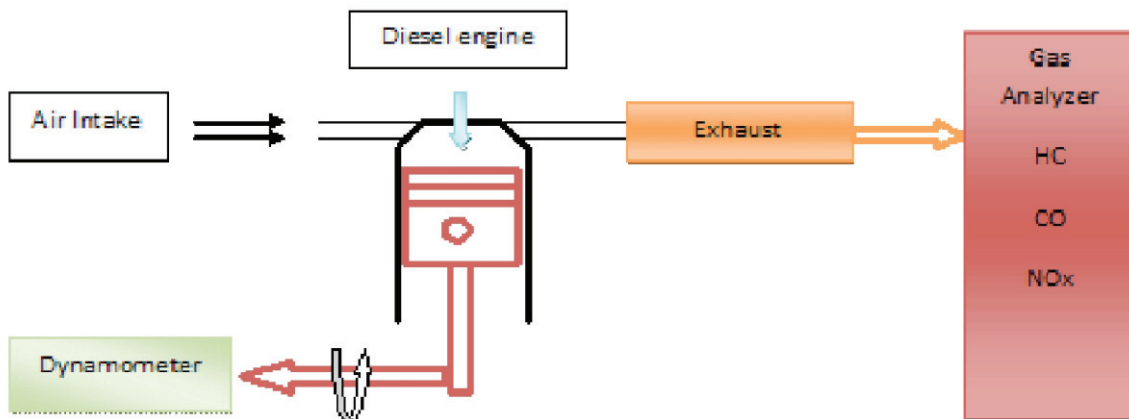 Diesel engine
Air Intake
Exhaust
Gas
Analyzer
HC
CO
NOx
Dynamometer